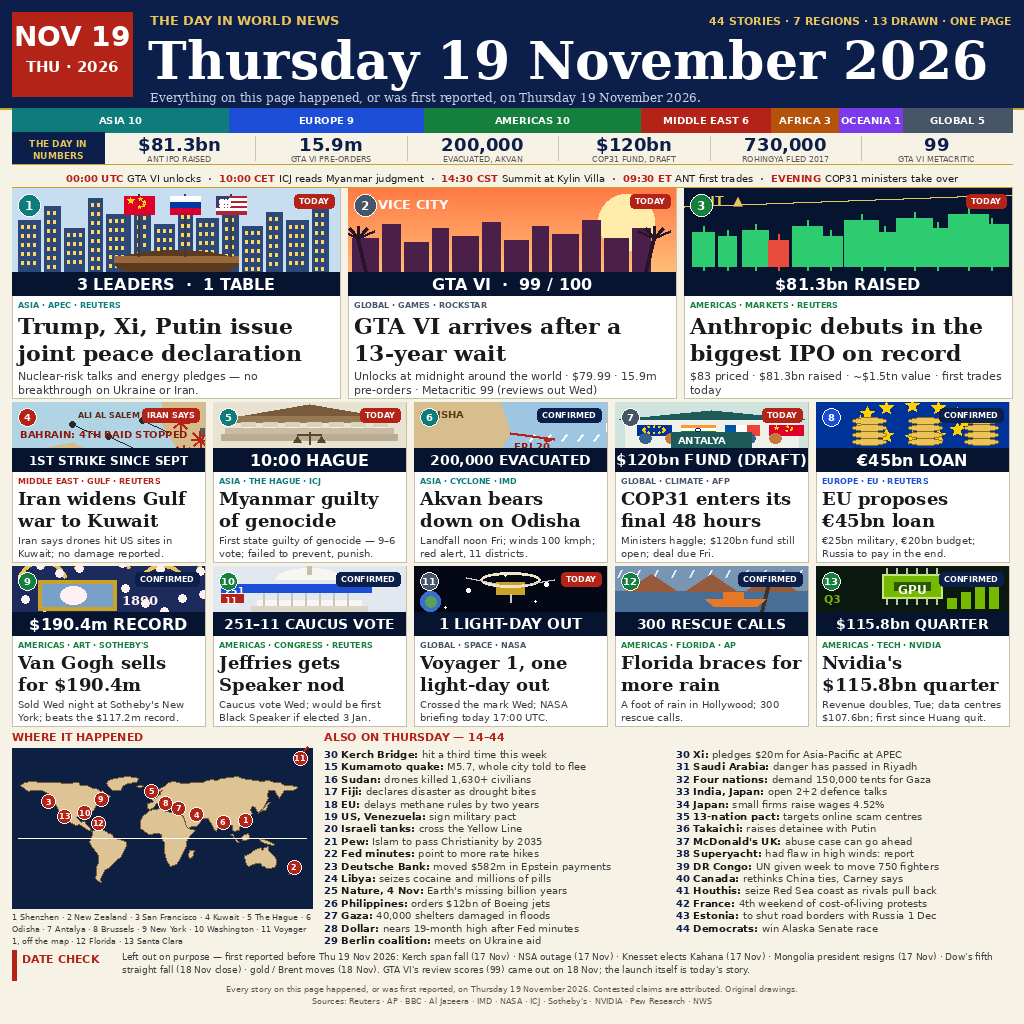 NOV 19
THU · 2026
THE DAY IN WORLD NEWS
44 STORIES · 7 REGIONS · 13 DRAWN · ONE PAGE
Thursday 19 November 2026
Everything on this page happened, or was first reported, on Thursday 19 November 2026.
ASIA 10
EUROPE 9
AMERICAS 10
MIDDLE EAST 6
AFRICA 3
OCEANIA 1
GLOBAL 5
THE DAY IN
NUMBERS
$81.3bn
ANT IPO RAISED
15.9m
GTA VI PRE-ORDERS
200,000
EVACUATED, AKVAN
$120bn
COP31 FUND, DRAFT
730,000
ROHINGYA FLED 2017
99
GTA VI METACRITIC
00:00 UTC GTA VI unlocks · 10:00 CET ICJ reads Myanmar judgment · 14:30 CST Summit at Kylin Villa · 09:30 ET ANT first trades · EVENING COP31 ministers take over
1
TODAY
3 LEADERS · 1 TABLE
ASIA · APEC · REUTERS
Trump, Xi, Putin issue
joint peace declaration
Nuclear-risk talks and energy pledges — no
breakthrough on Ukraine or Iran.
2
VICE CITY
TODAY
GTA VI · 99 / 100
GLOBAL · GAMES · ROCKSTAR
GTA VI arrives after a
13-year wait
Unlocks at midnight around the world · $79.99 · 15.9m
pre-orders · Metacritic 99 (reviews out Wed)
3
▲
TODAY
$81.3bn RAISED
AMERICAS · MARKETS · REUTERS
Anthropic debuts in the
biggest IPO on record
$83 priced · $81.3bn raised · ~$1.5tn value · first trades
today
4
ALI AL SALEM
IRAN SAYS
BAHRAIN: 4TH RAID STOPPED
1ST STRIKE SINCE SEPT
MIDDLE EAST · GULF · REUTERS
Iran widens Gulf
war to Kuwait
Iran says drones hit US sites in
Kuwait; no damage reported.
5
TODAY
10:00 HAGUE
ASIA · THE HAGUE · ICJ
Myanmar guilty
of genocide
First state guilty of genocide — 9–6
vote; failed to prevent, punish.
6
CONFIRMED
FRI 20
200,000 EVACUATED
ASIA · CYCLONE · IMD
Akvan bears
down on Odisha
Landfall noon Fri; winds 100 kmph;
red alert, 11 districts.
7
TODAY
ANTALYA
$120bn FUND (DRAFT)
GLOBAL · CLIMATE · AFP
COP31 enters its
final 48 hours
Ministers haggle; $120bn fund still
open; deal due Fri.
8
CONFIRMED
€45bn LOAN
EUROPE · EU · REUTERS
EU proposes
€45bn loan
€25bn military, €20bn budget;
Russia to pay in the end.
9
CONFIRMED
1890
$190.4m RECORD
AMERICAS · ART · SOTHEBY'S
Van Gogh sells
for $190.4m
Sold Wed night at Sotheby's New
York; beats the $117.2m record.
10
CONFIRMED
251
11
251–11 CAUCUS VOTE
AMERICAS · CONGRESS · REUTERS
Jeffries gets
Speaker nod
Caucus vote Wed; would be first
Black Speaker if elected 3 Jan.
11
TODAY
1 LIGHT-DAY OUT
GLOBAL · SPACE · NASA
Voyager 1, one
light-day out
Crossed the mark Wed; NASA
briefing today 17:00 UTC.
12
CONFIRMED
300 RESCUE CALLS
AMERICAS · FLORIDA · AP
Florida braces for
more rain
A foot of rain in Hollywood; 300
rescue calls.
13
CONFIRMED
Q3
GPU
$115.8bn QUARTER
AMERICAS · TECH · NVIDIA
Nvidia's
$115.8bn quarter
Revenue doubles, Tue; data centres
$107.6bn; first since Huang quit.
WHERE IT HAPPENED
11
3
13
10
9
12
5
8
7
4
6
1
2
1 Shenzhen · 2 New Zealand · 3 San Francisco · 4 Kuwait · 5 The Hague · 6
Odisha · 7 Antalya · 8 Brussels · 9 New York · 10 Washington · 11 Voyager
1, off the map · 12 Florida · 13 Santa Clara
ALSO ON THURSDAY — 14–44
30 Kerch Bridge: hit a third time this week
15 Kumamoto quake: M5.7, whole city told to flee
16 Sudan: drones killed 1,630+ civilians
17 Fiji: declares disaster as drought bites
18 EU: delays methane rules by two years
19 US, Venezuela: sign military pact
20 Israeli tanks: cross the Yellow Line
21 Pew: Islam to pass Christianity by 2035
22 Fed minutes: point to more rate hikes
23 Deutsche Bank: moved $582m in Epstein payments
24 Libya: seizes cocaine and millions of pills
25 Nature, 4 Nov: Earth's missing billion years
26 Philippines: orders $12bn of Boeing jets
27 Gaza: 40,000 shelters damaged in floods
28 Dollar: nears 19-month high after Fed minutes
29 Berlin coalition: meets on Ukraine aid
30 Xi: pledges $20m for Asia-Pacific at APEC
31 Saudi Arabia: danger has passed in Riyadh
32 Four nations: demand 150,000 tents for Gaza
33 India, Japan: open 2+2 defence talks
34 Japan: small firms raise wages 4.52%
35 13-nation pact: targets online scam centres
36 Takaichi: raises detainee with Putin
37 McDonald's UK: abuse case can go ahead
38 Superyacht: had flaw in high winds: report
39 DR Congo: UN given week to move 750 fighters
40 Canada: rethinks China ties, Carney says
41 Houthis: seize Red Sea coast as rivals pull back
42 France: 4th weekend of cost-of-living protests
43 Estonia: to shut road borders with Russia 1 Dec
44 Democrats: win Alaska Senate race
DATE CHECK
Left out on purpose — first reported before Thu 19 Nov 2026: Kerch span fall (17 Nov) · NSA outage (17 Nov) · Knesset elects Kahana (17 Nov) · Mongolia president resigns (17 Nov) · Dow's fifth
straight fall (18 Nov close) · gold / Brent moves (18 Nov). GTA VI's review scores (99) came out on 18 Nov; the launch itself is today's story.
Every story on this page happened, or was first reported, on Thursday 19 November 2026. Contested claims are attributed. Original drawings.
Sources: Reuters · AP · BBC · Al Jazeera · IMD · NASA · ICJ · Sotheby's · NVIDIA · Pew Research · NWS